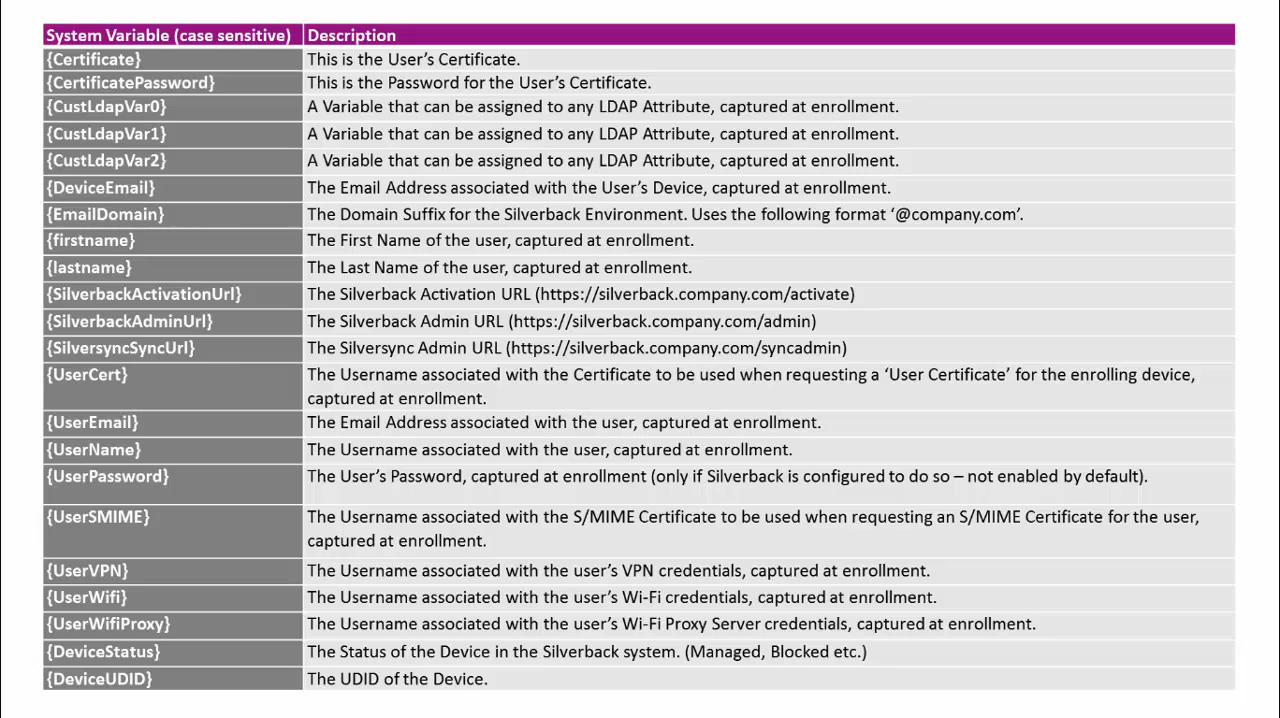 System Variable (case sensitive) Description
{Certificate} This is the User’s Certificate.
{CertificatePassword} This is the Password for the User’s Certificate.
{CustLdapVar0} A Variable that can be assigned to any LDAP Attribute, captured at enrollment.
{CustLdapVar1} A Variable that can be assigned to any LDAP Attribute, captured at enrollment.
{CustLdapVar2} A Variable that can be assigned to any LDAP Attribute, captured at enrollment.
{DeviceEmail} The Email Address associated with the User’s Device, captured at enrollment.
{EmailDomain} The Domain Suffix for the Silverback Environment. Uses the following format ‘@company.com’.
{firstname} The First Name of the user, captured at enrollment.
{lastname} The Last Name of the user, captured at enrollment.
{SilverbackActivationUrl} The Silverback Activation URL (https://silverback.company.com/activate)
{SilverbackAdminUrl} The Silverback Admin URL (https://silverback.company.com/admin)
{SilversyncSyncUrl} The Silversync Admin URL (https://silverback.company.com/syncadmin)
{UserCert} The Username associated with the Certificate to be used when requesting a ‘User Certificate’ for the enrolling device,
captured at enrollment.
{UserEmail} The Email Address associated with the user, captured at enrollment.
{UserName} The Username associated with the user, captured at enrollment.
{UserPassword} The User’s Password, captured at enrollment (only if Silverback is configured to do so – not enabled by default).
{UserSMIME} The Username associated with the S/MIME Certificate to be used when requesting an S/MIME Certificate for the user,
captured at enrollment.
{UserVPN} The Username associated with the user’s VPN credentials, captured at enrollment.
{UserWifi} The Username associated with the user’s Wi-Fi credentials, captured at enrollment.
{UserWifiProxy} The Username associated with the user’s Wi-Fi Proxy Server credentials, captured at enrollment.
{DeviceStatus} The Status of the Device in the Silverback system. (Managed, Blocked etc.)
{DeviceUDID} The UDID of the Device.